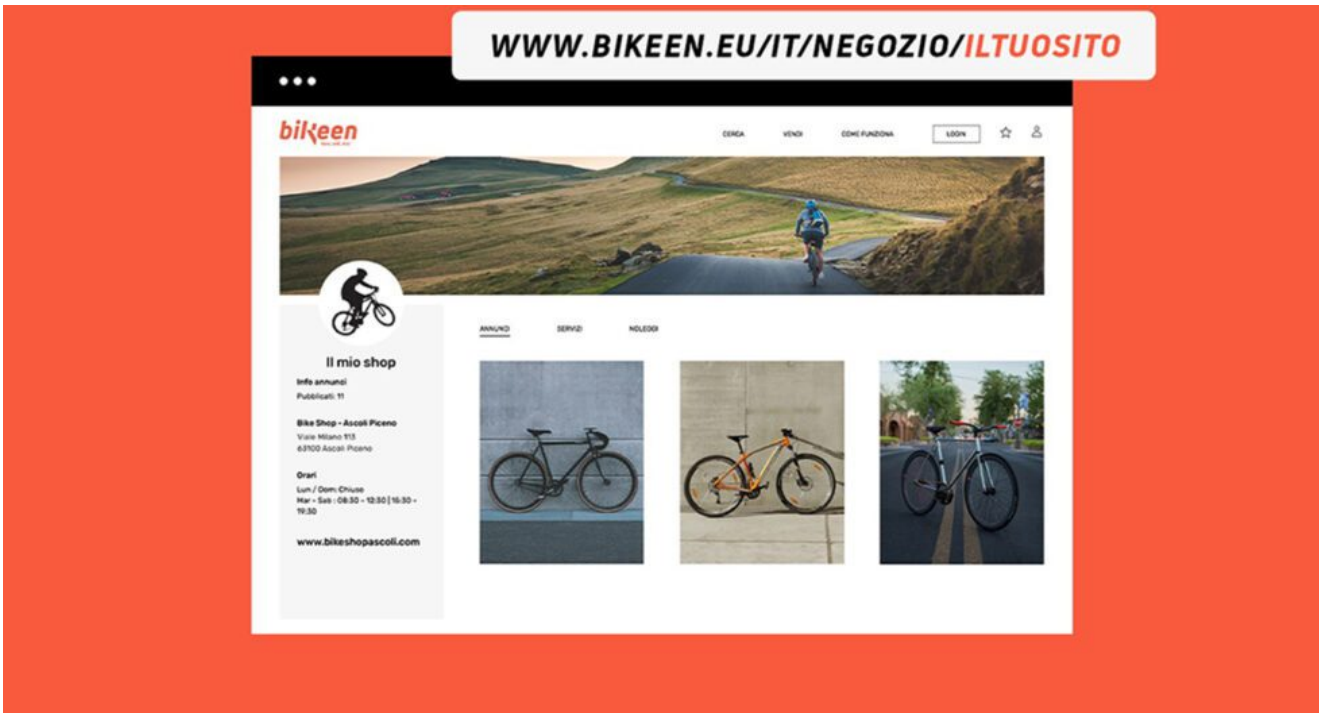 WWW.BIKEEN.EU/IT/NEGOZIO/ILTUOSITO
bikeen
CERCA VENDI COME FUNZIONA LOGIN
ANNUNCI SERVIZI NOLEGGI
Il mio shop
Info annunci
Pubblicati: 11
Bike Shop - Ascoli Piceno
Viale Milano 113
63100 Ascoli Piceno
Orari
Lun / Dom: Chiuso
Mar - Sab : 08:30 - 12:30 | 15:30 -
19:30
www.bikeshopascoli.com